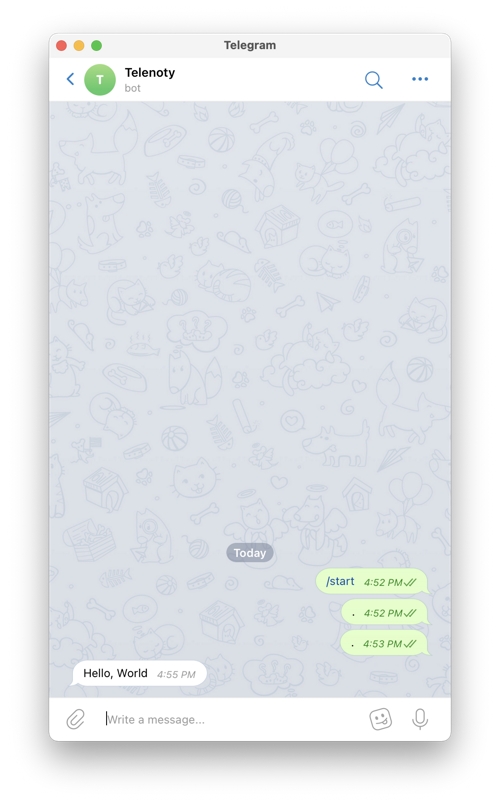 Telegram
T
Telenoty
bot
Today
/start 4:52 PM
. 4:52 PM
. 4:53 PM
Hello, World 4:55 PM
Write a message...